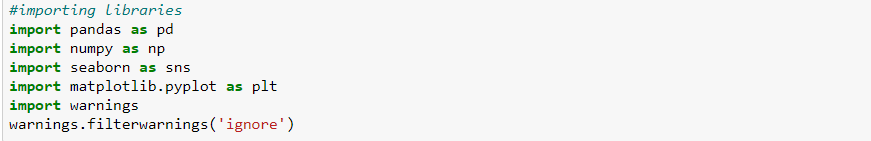 #importing libraries
import pandas as pd
import numpy as np
import seaborn as sns
import matplotlib.pyplot as plt
import warnings
warnings.filterwarnings('ignore')